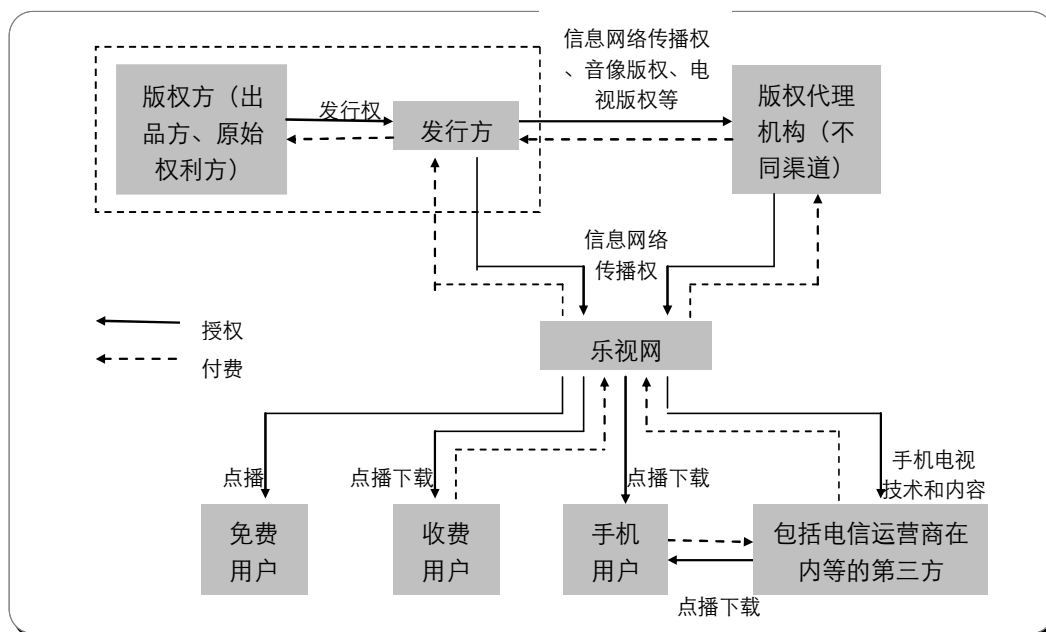 信息网络传播权
、音像版权、电
视版权等
版权方（出
品方、原始
权利方）
发行权
发行方
版权代理
机构（不
同渠道）
信息网络
传播权
授权
付费
乐视网
点播
点播下载
点播下载
手机电视
技术和内容
免费
用户
收费
用户
手机
用户
包括电信运营商在
内等的第三方
点播下载